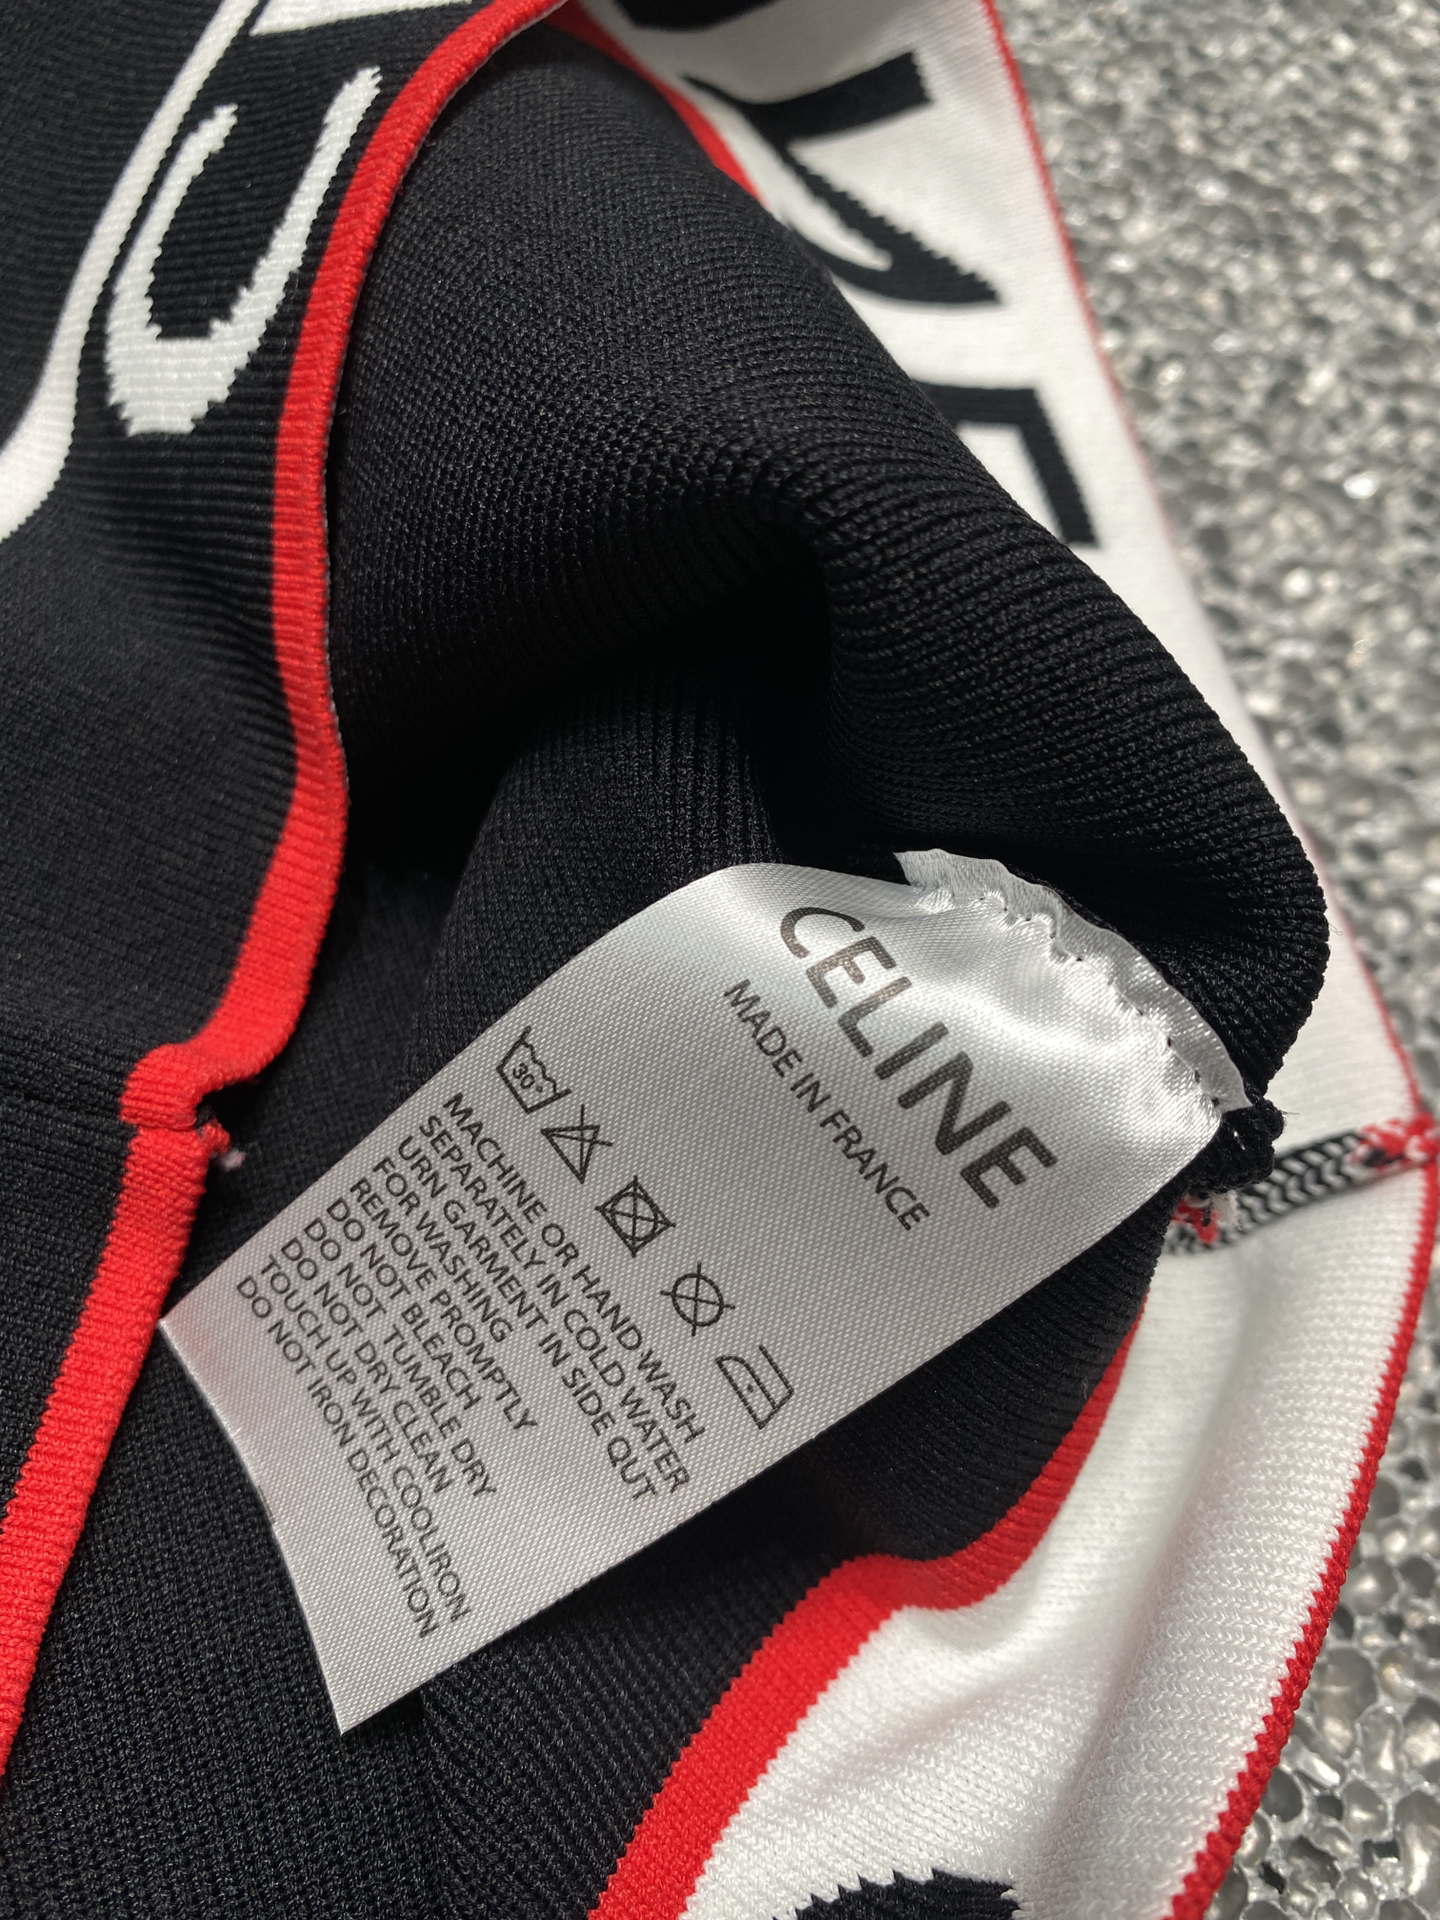 CELINE
MADE IN FRANCE
30°
MACHINE OR HAND WASH
SEPARATELY IN COLD WATER
URN GARMENT IN SIDE OUT
FOR WASHING
REMOVE PROMPTLY
DO NOT BLEACH
DO NOT TUMBLE DRY
DO NOT DRY CLEAN
TOUCH UP WITH COOLIRON
DO NOT IRON DECORATION